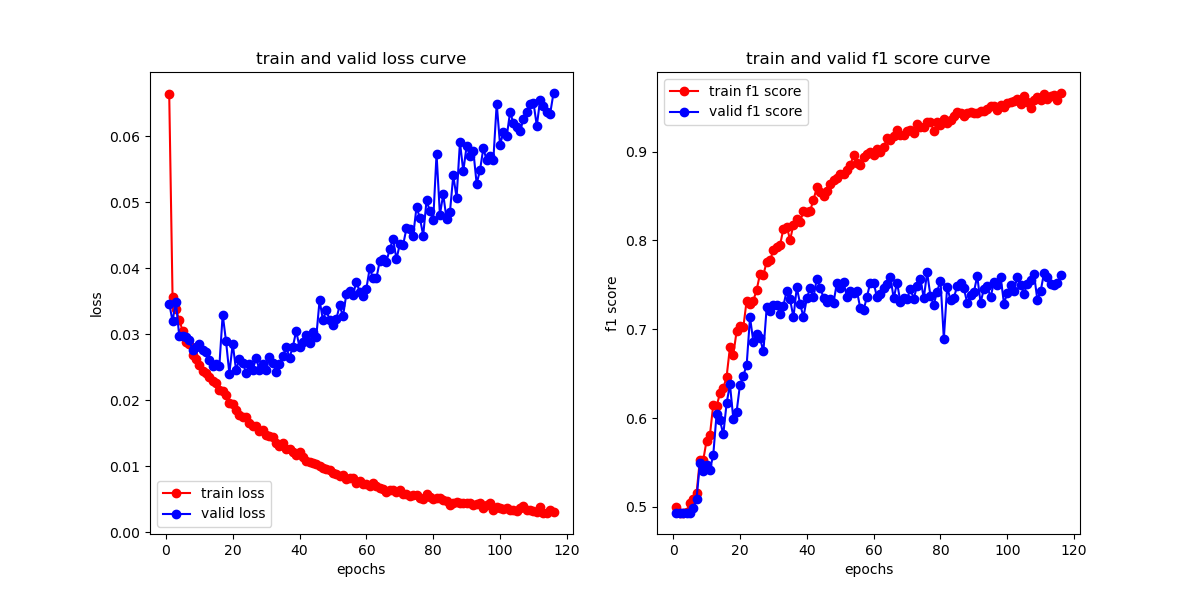 train and valid loss curve
loss
0.06
0.05
0.04
0.03
0.02
0.01
0.00
train loss
valid loss
0 20 40 60 80 100 120
epochs
train and valid f1 score curve
f1 score
train f1 score
valid f1 score
0.9
0.8
0.7
0.6
0.5
0 20 40 60 80 100 120
epochs